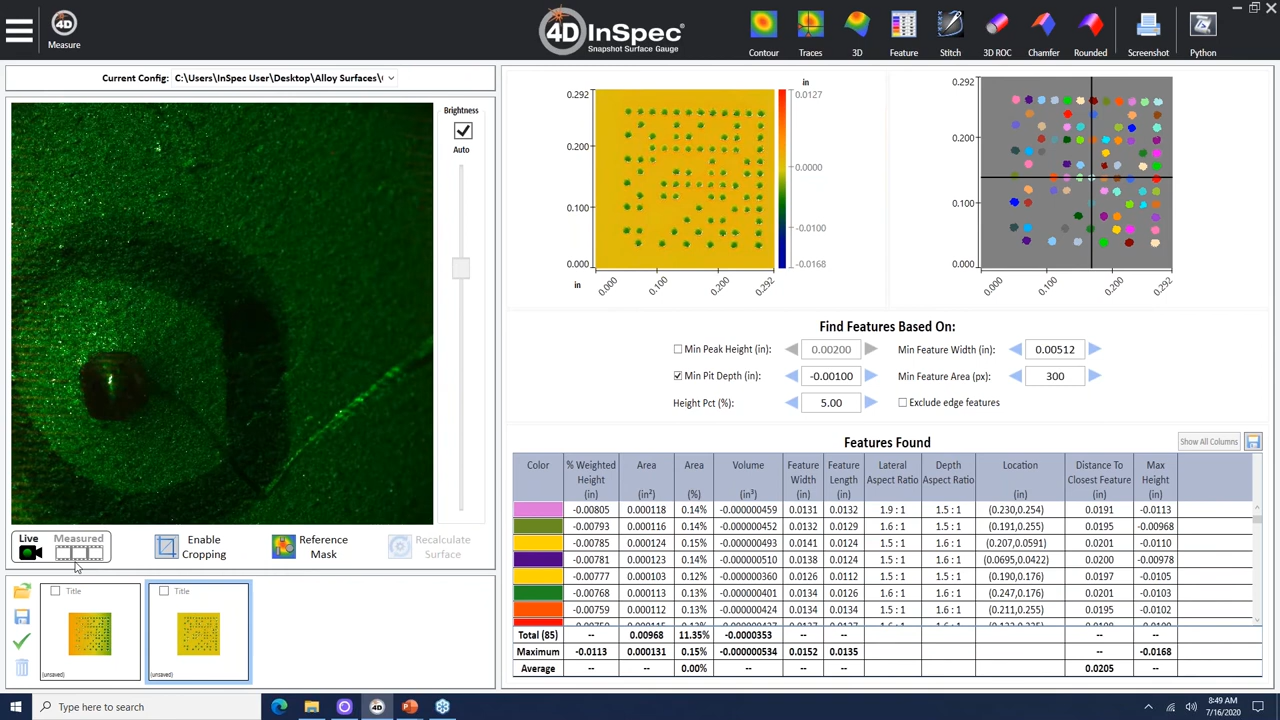 Measure
4D InSpec
Snapshot Surface Gauge
Contour
Traces
3D
Feature
Stitch
3D ROC
Chamfer
Rounded
Screenshot
Python
Current Config: C:\Users\InSpec User\Desktop\Alloy Surfaces\
Brightness
Auto
in
0.292
0.200
0.100
0.000
in
0.000
0.100
0.200
0.292
0.0127
0.0000
-0.0100
-0.0168
0.292
0.200
0.100
0.000
0.000
0.100
0.200
0.292
Find Features Based On:
Min Peak Height (in): 0.00200
Min Feature Width (in): 0.00512
Min Pit Depth (in): -0.00100
Min Feature Area (px): 300
Height Pct (%): 5.00
Exclude edge features
Features Found
Show All Columns
Color % Weighted Height (in) Area (in²) Area (%) Volume (in³) Feature Width (in) Feature Length (in) Lateral Aspect Ratio Depth Aspect Ratio Location (in) Distance To Closest Feature (in) Max Height (in)
-0.00805 0.000118 0.14% -0.000000459 0.0131 0.0132 1.9 : 1 1.5 : 1 (0.230,0.254) 0.0191 -0.0113
-0.00793 0.000116 0.14% -0.000000452 0.0132 0.0129 1.5 : 1 1.6 : 1 (0.191,0.255) 0.0195 -0.00968
-0.00785 0.000124 0.15% -0.000000493 0.0141 0.0124 1.5 : 1 1.5 : 1 (0.207,0.0591) 0.0201 -0.0110
-0.00781 0.000123 0.14% -0.000000510 0.0138 0.0124 1.5 : 1 1.6 : 1 (0.0695,0.0422) 0.0200 -0.00978
-0.00777 0.000103 0.12% -0.000000360 0.0126 0.0112 1.5 : 1 1.5 : 1 (0.190,0.176) 0.0197 -0.0105
-0.00768 0.000114 0.13% -0.000000429 0.0134 0.0126 1.6 : 1 1.6 : 1 (0.247,0.176) 0.0201 -0.0103
-0.00759 0.000112 0.13% -0.000000424 0.0134 0.0134 1.6 : 1 1.5 : 1 (0.211,0.255) 0.0195 -0.0102
Total (85) -- 0.00968 11.35% -0.0000353 -- -- -- --
Maximum -0.0113 0.000131 0.15% -0.000000534 0.0152 0.0135 -- -0.0168
Average -- -- 0.00% -- -- -- 0.0205 --
Live
Measured
Enable Cropping
Reference Mask
Recalculate Surface
Title
(unsaved)
Title
(unsaved)
Type here to search
8:49 AM
7/16/2020